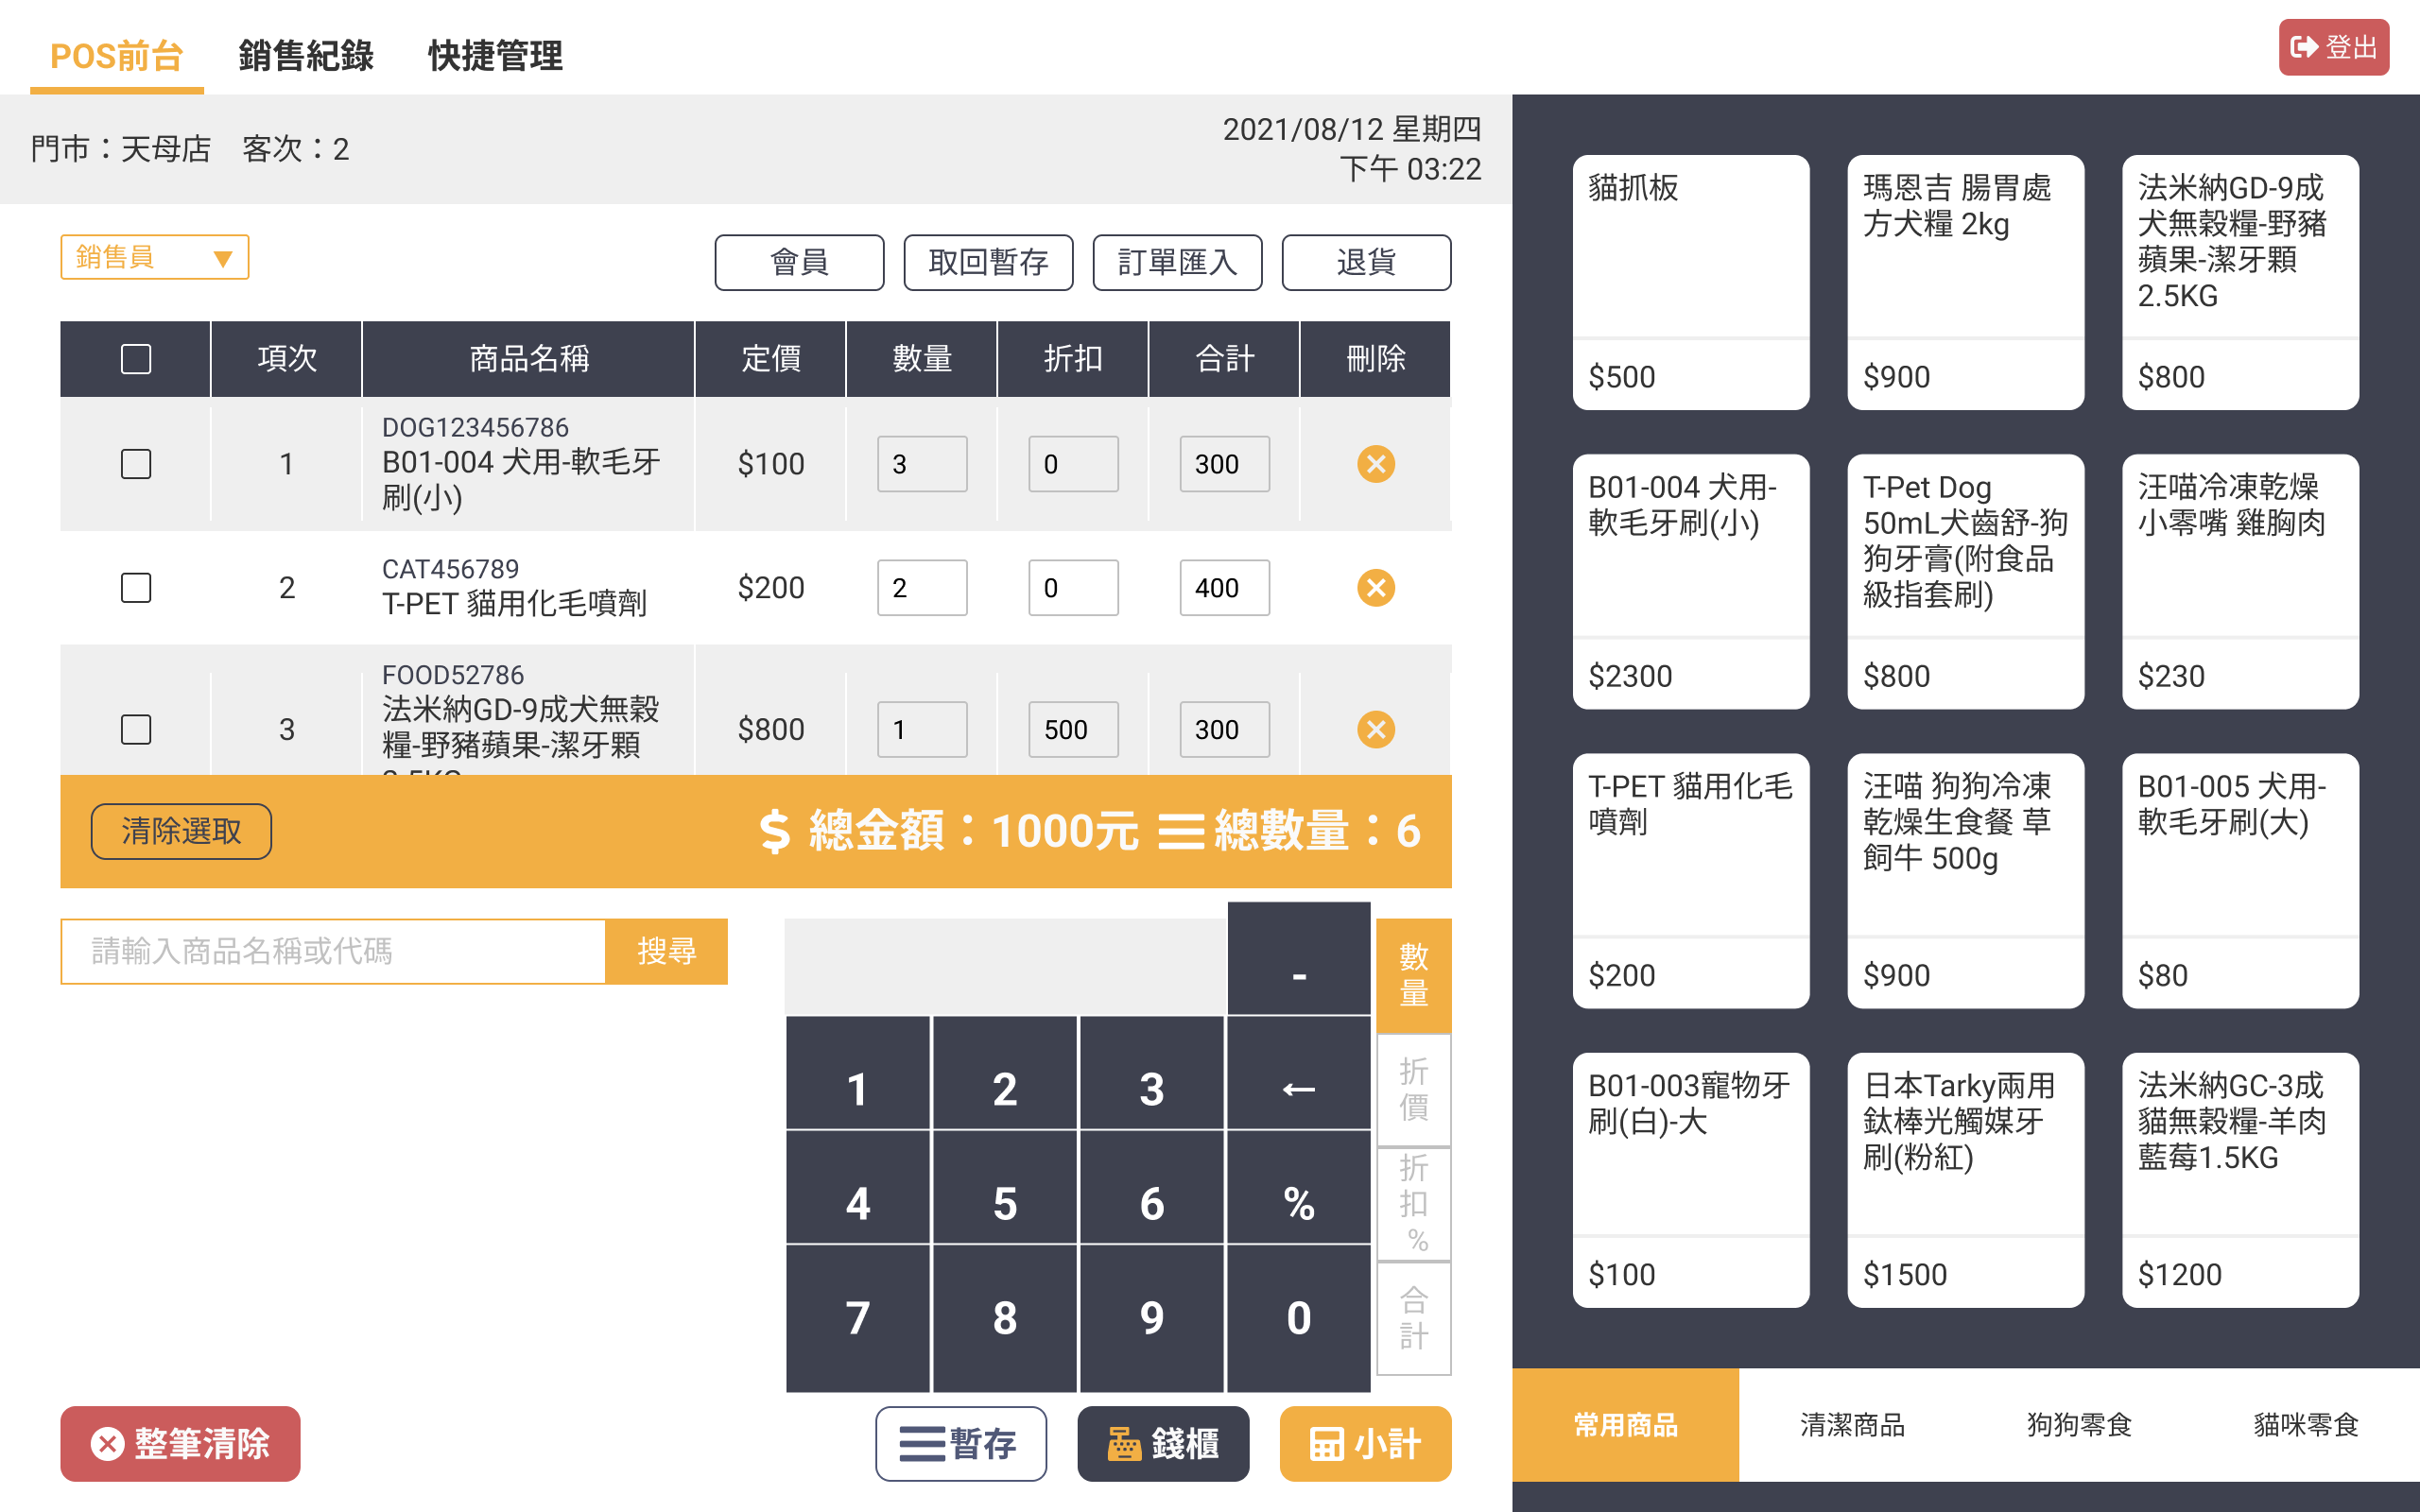 POS前台
銷售紀錄
快捷管理
登出
門市：天母店 客次：2
2021/08/12 星期四
下午 03:22
銷售員
會員
取回暫存
訂單匯入
退貨
項次
商品名稱
定價
數量
折扣
合計
刪除
1
DOG123456786
B01-004 犬用-軟毛牙
刷(小)
$100
3
0
300
2
CAT456789
T-PET 貓用化毛噴劑
$200
2
0
400
3
FOOD52786
法米納GD-9成犬無穀
糧-野豬蘋果-潔牙顆
$800
1
500
300
清除選取
$ 總金額：1000元
總數量：6
請輸入商品名稱或代碼
搜尋
-
1
2
3
←
4
5
6
%
7
8
9
0
數
量
折
價
折
扣
%
合
計
整筆清除
暫存
錢櫃
小計
貓抓板
$500
瑪恩吉 腸胃處
方犬糧 2kg
$900
法米納GD-9成
犬無穀糧-野豬
蘋果-潔牙顆
2.5KG
$800
B01-004 犬用-
軟毛牙刷(小)
$2300
T-Pet Dog
50mL犬齒舒-狗
狗牙膏(附食品
級指套刷)
$800
汪喵冷凍乾燥
小零嘴 雞胸肉
$230
T-PET 貓用化毛
噴劑
$200
汪喵 狗狗冷凍
乾燥生食餐 草
飼牛 500g
$900
B01-005 犬用-
軟毛牙刷(大)
$80
B01-003寵物牙
刷(白)-大
$100
日本Tarky兩用
鈦棒光觸媒牙
刷(粉紅)
$1500
法米納GC-3成
貓無穀糧-羊肉
藍莓1.5KG
$1200
常用商品
清潔商品
狗狗零食
貓咪零食